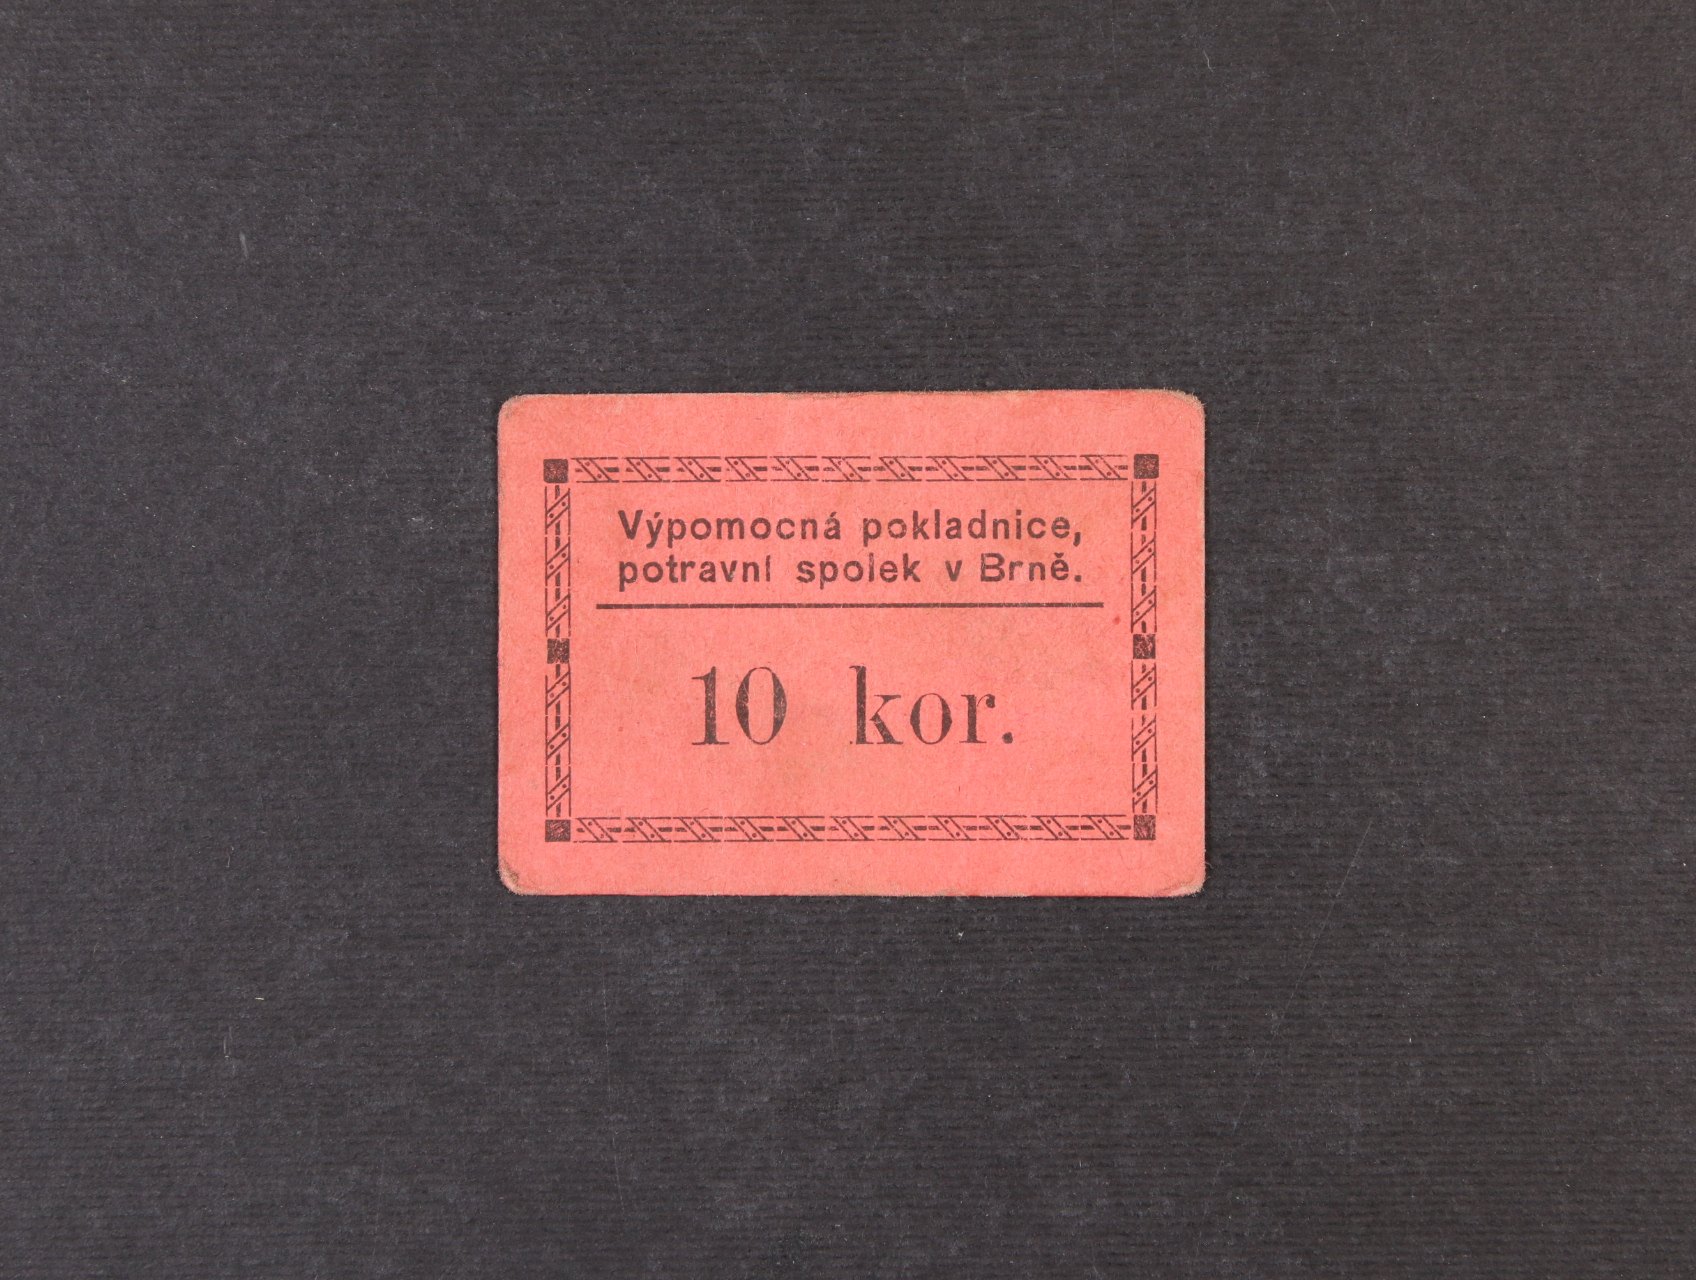 Výpomocná pokladnice,
potravní spolek v Brně.
10 kor.